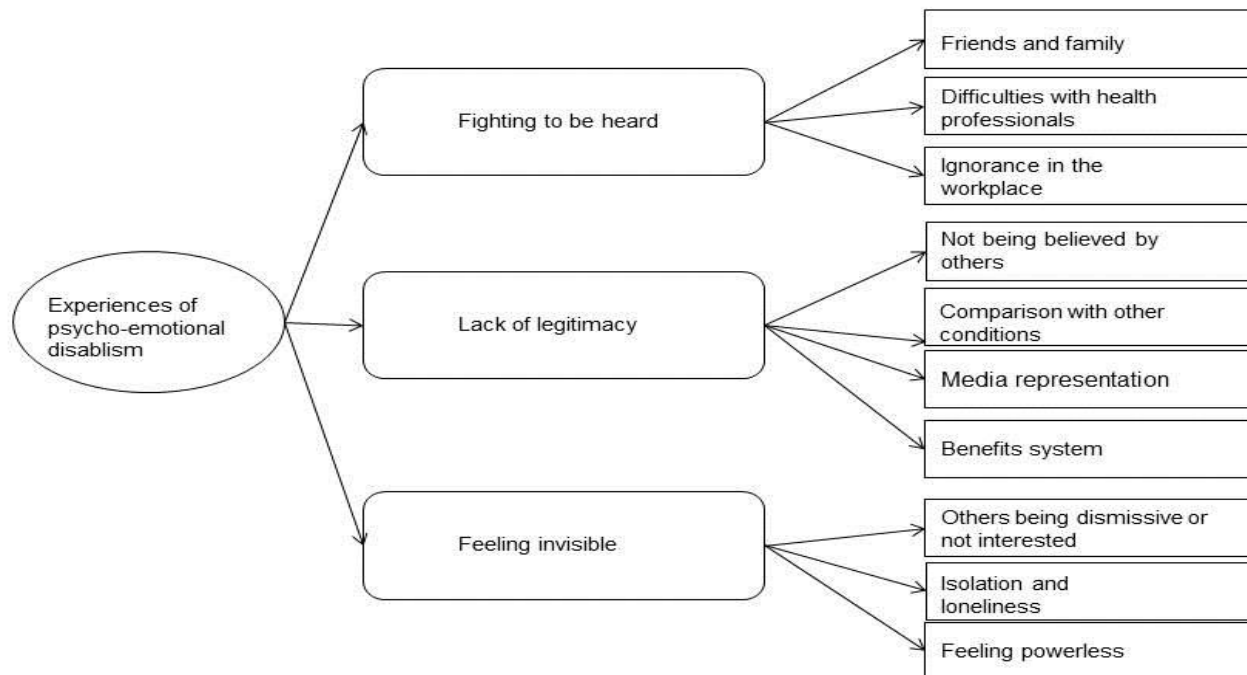 Experiences of
psycho-emotional
disablism
Fighting to be heard
Friends and family
Difficulties with health
professionals
Ignorance in the
workplace
Lack of legitimacy
Not being believed by
others
Comparison with other
conditions
Media representation
Benefits system
Feeling invisible
Others being dismissive or
not interested
Isolation and
loneliness
Feeling powerless